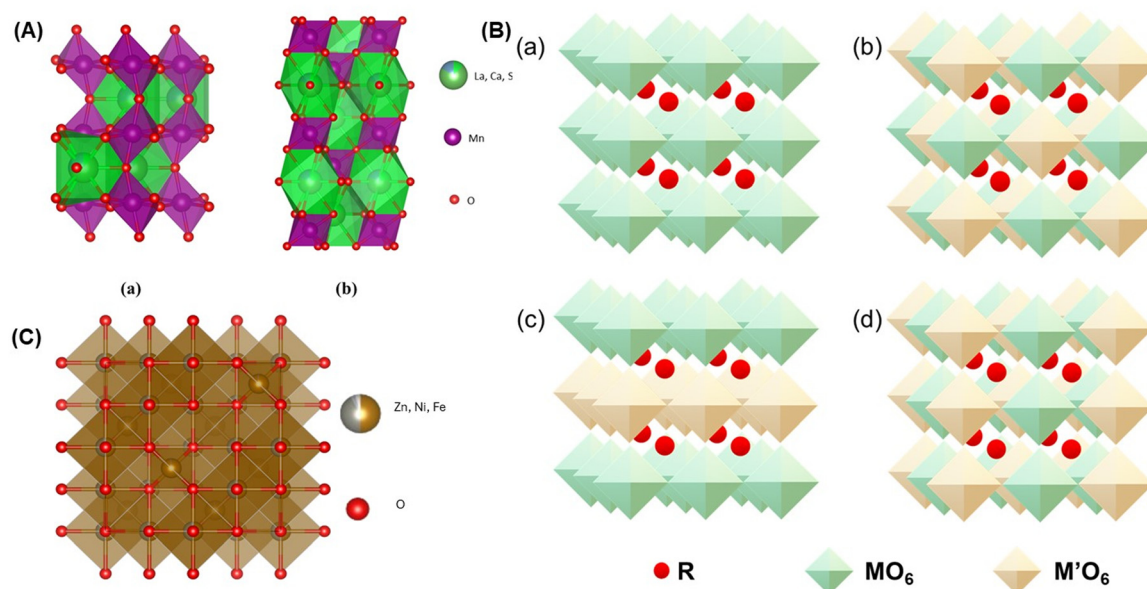 (A)
La, Ca, S
Mn
O
(a)
(b)
(B)
(a)
(b)
(c)
(d)
R
MO₆
M'O₆
(C)
Zn, Ni, Fe
O